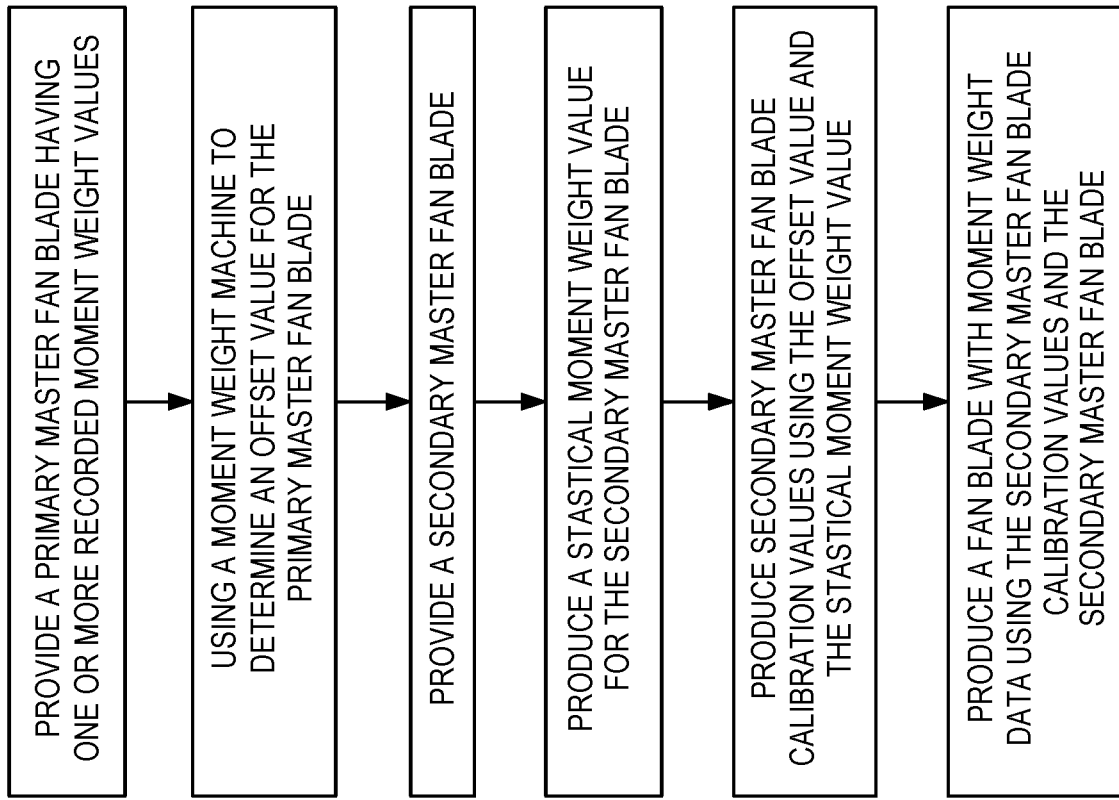 PROVIDE A PRIMARY MASTER FAN BLADE HAVING
ONE OR MORE RECORDED MOMENT WEIGHT VALUES
USING A MOMENT WEIGHT MACHINE TO
DETERMINE AN OFFSET VALUE FOR THE
PRIMARY MASTER FAN BLADE
PROVIDE A SECONDARY MASTER FAN BLADE
PRODUCE A STASTICAL MOMENT WEIGHT VALUE
FOR THE SECONDARY MASTER FAN BLADE
PRODUCE SECONDARY MASTER FAN BLADE
CALIBRATION VALUES USING THE OFFSET VALUE AND
THE STASTICAL MOMENT WEIGHT VALUE
PRODUCE A FAN BLADE WITH MOMENT WEIGHT
DATA USING THE SECONDARY MASTER FAN BLADE
CALIBRATION VALUES AND THE
SECONDARY MASTER FAN BLADE